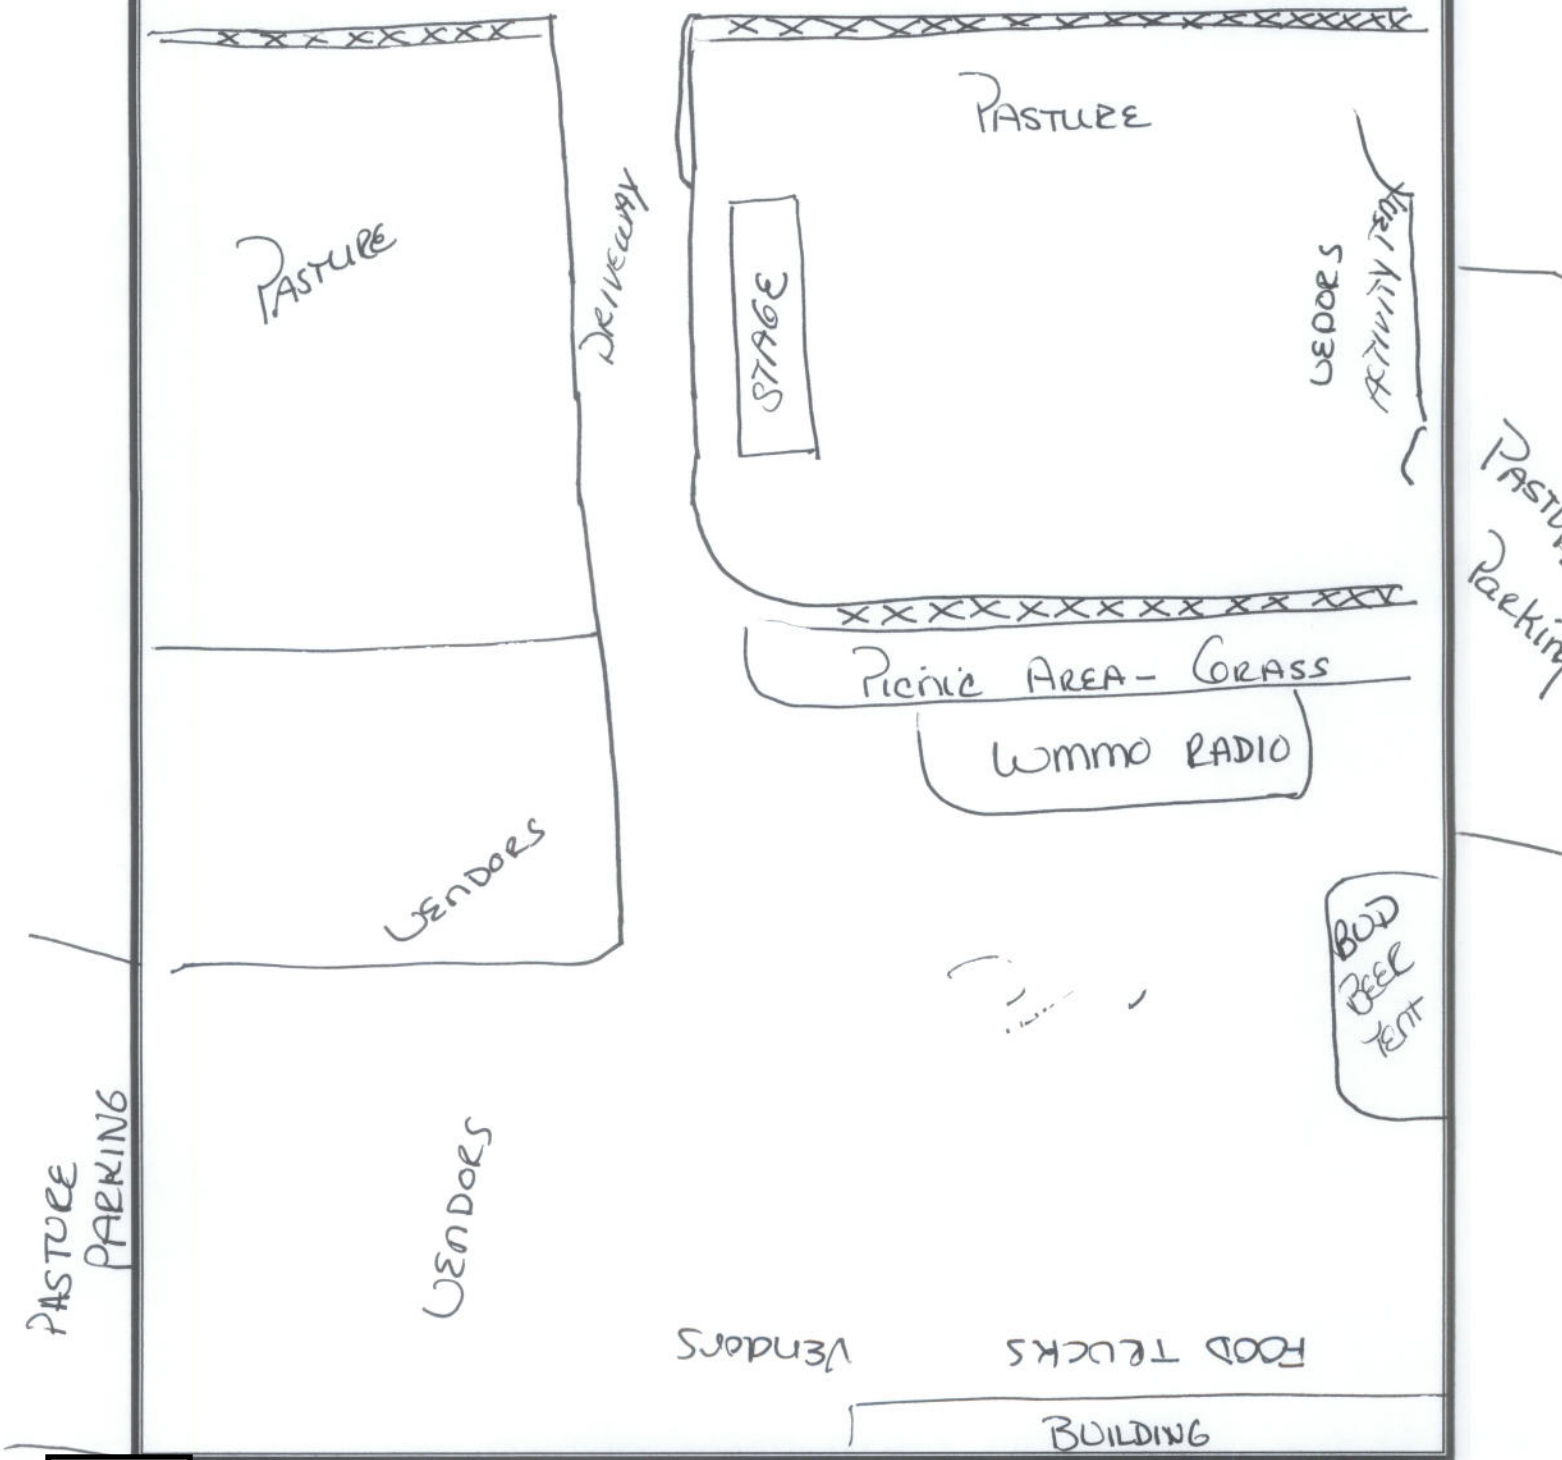 PASTURE
PASTURE
DRIVEWAY
STAGE
VEDORS
ACTIVITY TENT
PASTURE
Parking
PICNIC AREA - GRASS
WMMO RADIO
VENDORS
BUD
BEER
TENT
PASTURE
PARKING
VENDORS
VENDORS
FOOD TRUCKS
BUILDING